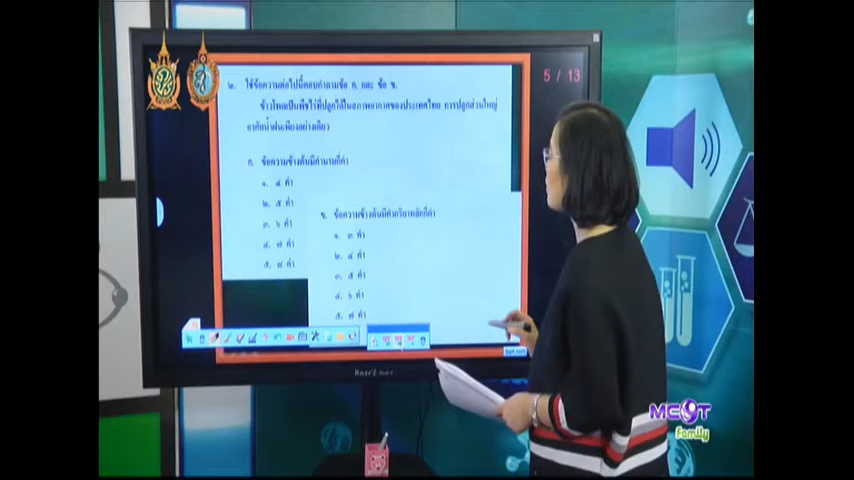 5 / 13
๒. ใช้ข้อความต่อไปนี้ตอบคำถามข้อ ก. และ ข้อ ข.
ข้าวโพดเป็นพืชไร่ที่ปลูกได้ในสภาพอากาศของประเทศไทย การปลูกส่วนใหญ่
อาศัยน้ำฝนเพียงอย่างเดียว
ก. ข้อความข้างต้นมีคำนามกี่คำ
๑. ๔ คำ
๒. ๕ คำ
๓. ๖ คำ
๔. ๗ คำ
๕. ๘ คำ
ข. ข้อความข้างต้นมีคำกริยาหลักกี่คำ
๑. ๓ คำ
๒. ๔ คำ
๓. ๕ คำ
๔. ๖ คำ
๕. ๗ คำ
MCOT
family